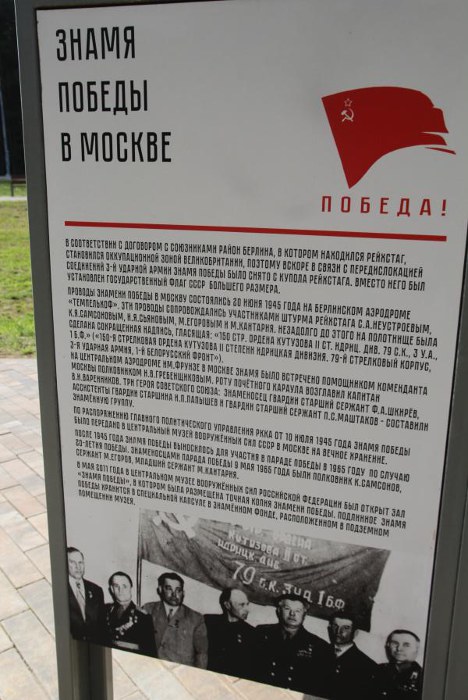 ЗНАМЯ
ПОБЕДЫ
В МОСКВЕ
ПОБЕДА!
В СООТВЕТСТВИИ С ДОГОВОРОМ С СОЮЗНИКАМИ РАЙОН БЕРЛИНА, В КОТОРОМ НАХОДИЛСЯ РЕЙХСТАГ,
СТАНОВИЛСЯ ОККУПАЦИОННОЙ ЗОНОЙ ВЕЛИКОБРИТАНИИ, ПОЭТОМУ ВСКОРЕ В СВЯЗИ С ПЕРЕДИСЛОКАЦИЕЙ
СОЕДИНЕНИЙ 3-Й УДАРНОЙ АРМИИ ЗНАМЯ ПОБЕДЫ БЫЛО СНЯТО С КУПОЛА РЕЙХСТАГА. ВМЕСТО НЕГО БЫЛ
УСТАНОВЛЕН ГОСУДАРСТВЕННЫЙ ФЛАГ СССР БОЛЬШЕГО РАЗМЕРА.
ПРОВОДЫ ЗНАМЕНИ ПОБЕДЫ В МОСКВУ СОСТОЯЛИСЬ 20 ИЮНЯ 1945 ГОДА НА БЕРЛИНСКОМ АЭРОДРОМЕ
«ТЕМПЕЛЬХОФ». ЭТИ ПРОВОДЫ СОПРОВОЖДАЛИСЬ УЧАСТНИКАМИ ШТУРМА РЕЙХСТАГА С.А.НЕУСТРОЕВЫМ,
К.Я.САМСОНОВЫМ, И.Я.СЬЯНОВЫМ, М.ЕГОРОВЫМ И М.КАНТАРИЯ. НЕЗАДОЛГО ДО ЭТОГО НА ПОЛОТНИЩЕ БЫЛА
СДЕЛАНА СОКРАЩЕННАЯ НАДПИСЬ, ГЛАСЯЩАЯ: «150 СТР. ОРДЕНА КУТУЗОВА II СТ. ИДРИЦ. ДИВ. 79 С.К., 3 У.А.,
1 Б.Ф.» («150-Я СТРЕЛКОВАЯ ОРДЕНА КУТУЗОВА II СТЕПЕНИ ИДРИЦКАЯ ДИВИЗИЯ. 79-Й СТРЕЛКОВЫЙ КОРПУС,
3-Я УДАРНАЯ АРМИЯ, 1-Й БЕЛОРУССКИЙ ФРОНТ»).
НА ЦЕНТРАЛЬНОМ АЭРОДРОМЕ ИМ.ФРУНЗЕ В МОСКВЕ ЗНАМЯ БЫЛО ВСТРЕЧЕНО ПОМОЩНИКОМ КОМЕНДАНТА
МОСКВЫ ПОЛКОВНИКОМ Н.В.ГРЕБЕНЩИКОВЫМ, РОТУ ПОЧЁТНОГО КАРАУЛА ВОЗГЛАВИЛ КАПИТАН
В.И.ВАРЕННИКОВ. ТРИ ГЕРОЯ СОВЕТСКОГО СОЮЗА: ЗНАМЕНОСЕЦ ГВАРДИИ СТАРШИЙ СЕРЖАНТ Ф.А.ШКИРЁВ,
АССИСТЕНТЫ ГВАРДИИ СТАРШИНА И.П.ПАПЫШЕВ И ГВАРДИИ СТАРШИЙ СЕРЖАНТ П.С.МАШТАКОВ - СОСТАВИЛИ
ЗНАМЁННУЮ ГРУППУ.
ПО РАСПОРЯЖЕНИЮ ГЛАВНОГО ПОЛИТИЧЕСКОГО УПРАВЛЕНИЯ РККА ОТ 10 ИЮЛЯ 1945 ГОДА ЗНАМЯ ПОБЕДЫ
БЫЛО ПЕРЕДАНО В ЦЕНТРАЛЬНЫЙ МУЗЕЙ ВООРУЖЁННЫХ СИЛ СССР В МОСКВЕ НА ВЕЧНОЕ ХРАНЕНИЕ.
ПОСЛЕ 1945 ГОДА ЗНАМЯ ПОБЕДЫ ВЫНОСИЛОСЬ ДЛЯ УЧАСТИЯ В ПАРАДЕ ПОБЕДЫ В 1965 ГОДУ ПО СЛУЧАЮ
20-ЛЕТИЯ ПОБЕДЫ. ЗНАМЕНОСЦАМИ ПАРАДА ПОБЕДЫ 9 МАЯ 1965 ГОДА БЫЛИ ПОЛКОВНИК К.САМСОНОВ,
СЕРЖАНТ М.ЕГОРОВ, МЛАДШИЙ СЕРЖАНТ М.КАНТАРИЯ.
8 МАЯ 2011 ГОДА В ЦЕНТРАЛЬНОМ МУЗЕЕ ВООРУЖЁННЫХ СИЛ РОССИЙСКОЙ ФЕДЕРАЦИИ БЫЛ ОТКРЫТ ЗАЛ
«ЗНАМЯ ПОБЕДЫ», В КОТОРОМ БЫЛА РАЗМЕЩЕНА ТОЧНАЯ КОПИЯ ЗНАМЕНИ ПОБЕДЫ. ПОДЛИННОЕ ЗНАМЯ
ПОБЕДЫ ХРАНИТСЯ В СПЕЦИАЛЬНОЙ КАПСУЛЕ В ЗНАМЁННОМ ФОНДЕ, РАСПОЛОЖЕННОМ В ПОДЗЕМНОМ
ПОМЕЩЕНИИ МУЗЕЯ.
Кутузова II ст.
идрицк. див.
79 С.К. 3 У.А. 1 Б.Ф